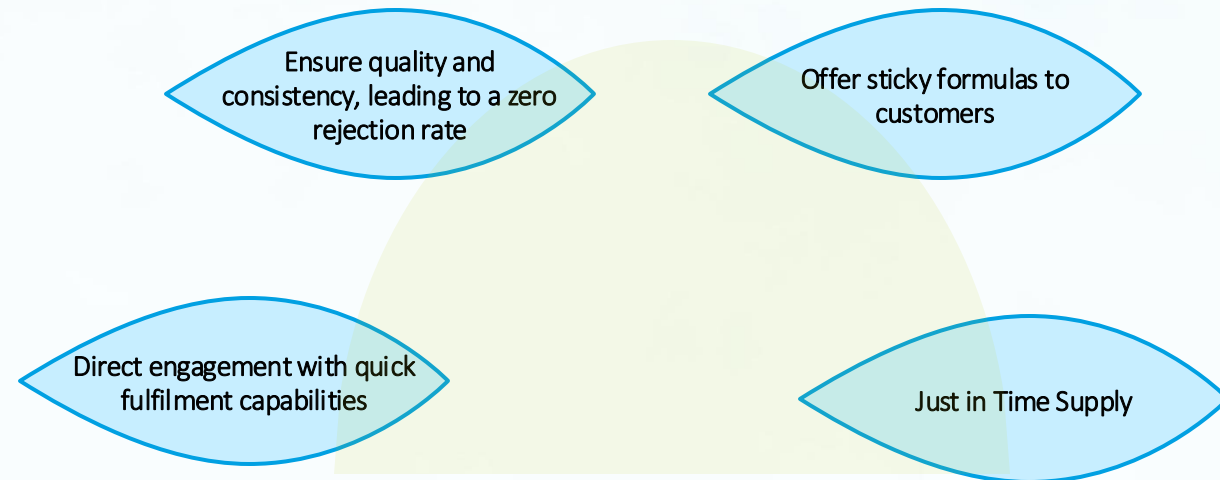 Ensure quality and
consistency, leading to a zero
rejection rate
Offer sticky formulas to
customers
Direct engagement with quick
fulfilment capabilities
Just in Time Supply